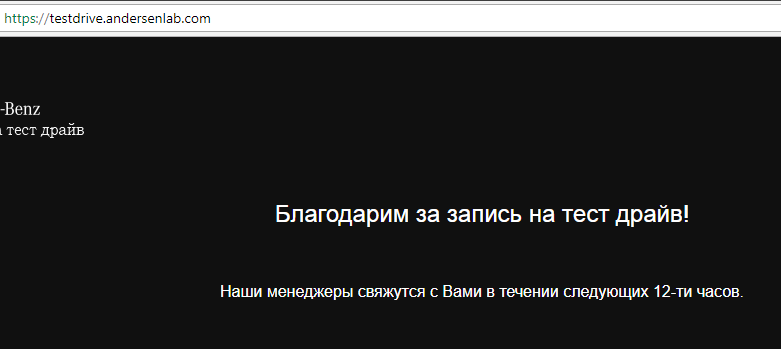 https://testdrive.andersenlab.com
-Benz
тест драйв
Благодарим за запись на тест драйв!
Наши менеджеры свяжутся с Вами в течении следующих 12-ти часов.